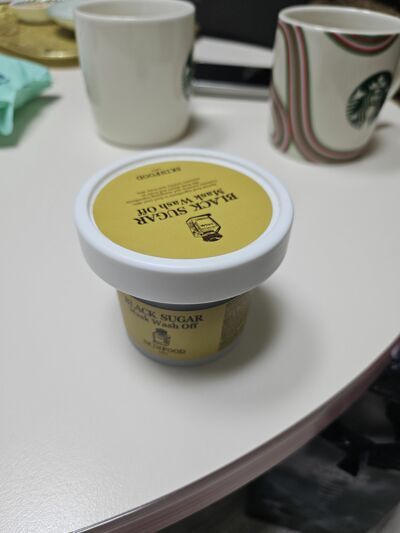 BLACK SUGAR
Mask Wash Off
SKINFOOD
BLACK SUGAR
Mask Wash Off
SKINFOOD